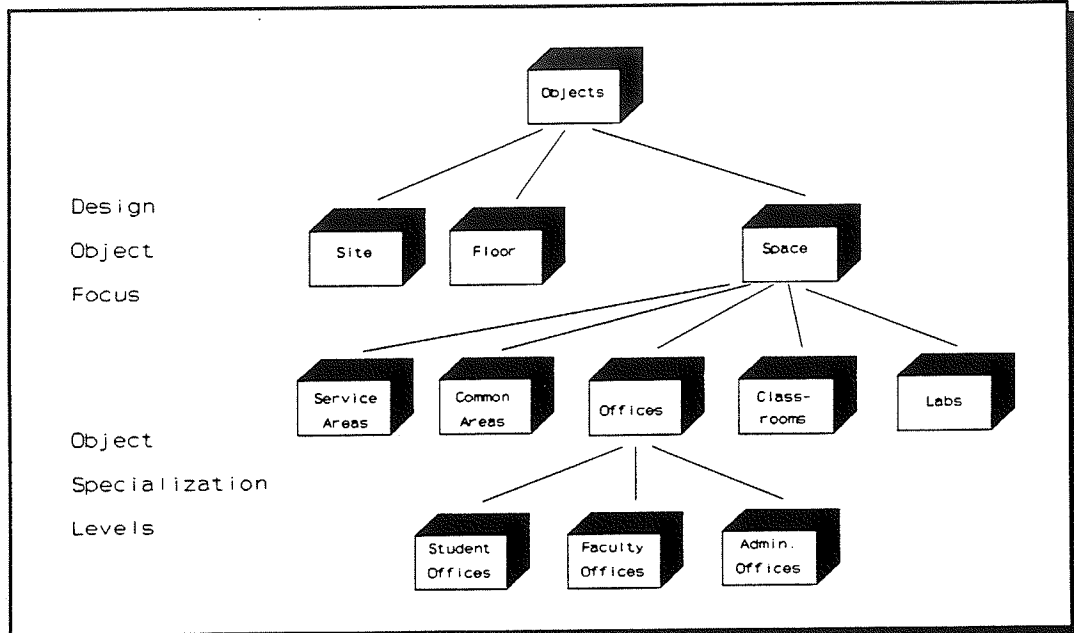 Objects
Design
Object
Focus
Site
Floor
Space
Service
Areas
Common
Areas
Offices
Class-
rooms
Labs
Object
Specialization
Levels
Student
Offices
Faculty
Offices
Admin.
Offices